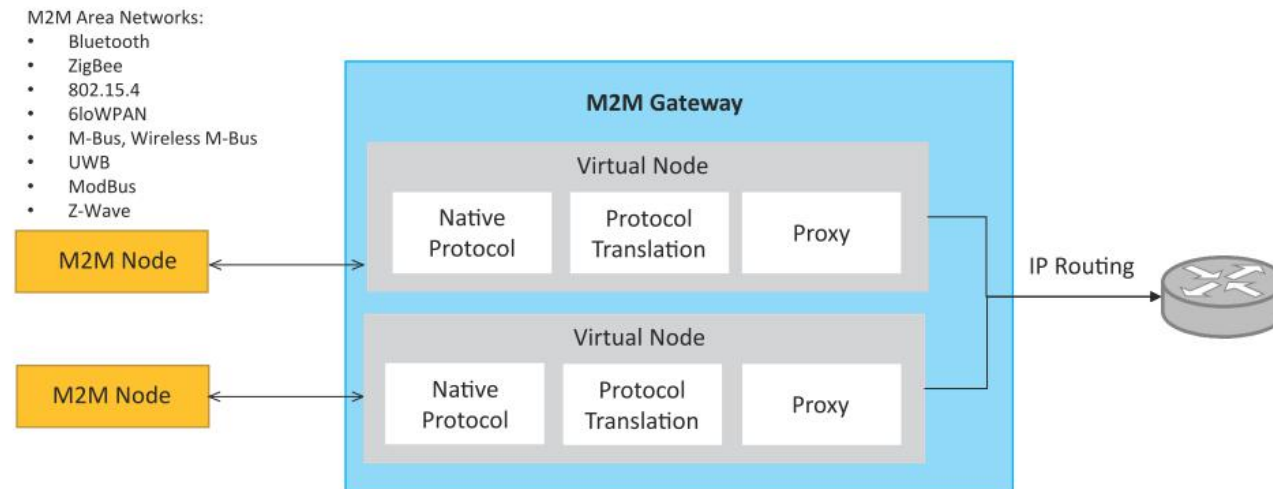 M2M Area Networks:
• Bluetooth
• ZigBee
• 802.15.4
• 6loWPAN
• M-Bus, Wireless M-Bus
• UWB
• ModBus
• Z-Wave
M2M Gateway
Virtual Node
Native
Protocol
Protocol
Translation
Proxy
M2M Node
IP Routing
Virtual Node
Native
Protocol
Protocol
Translation
Proxy
M2M Node